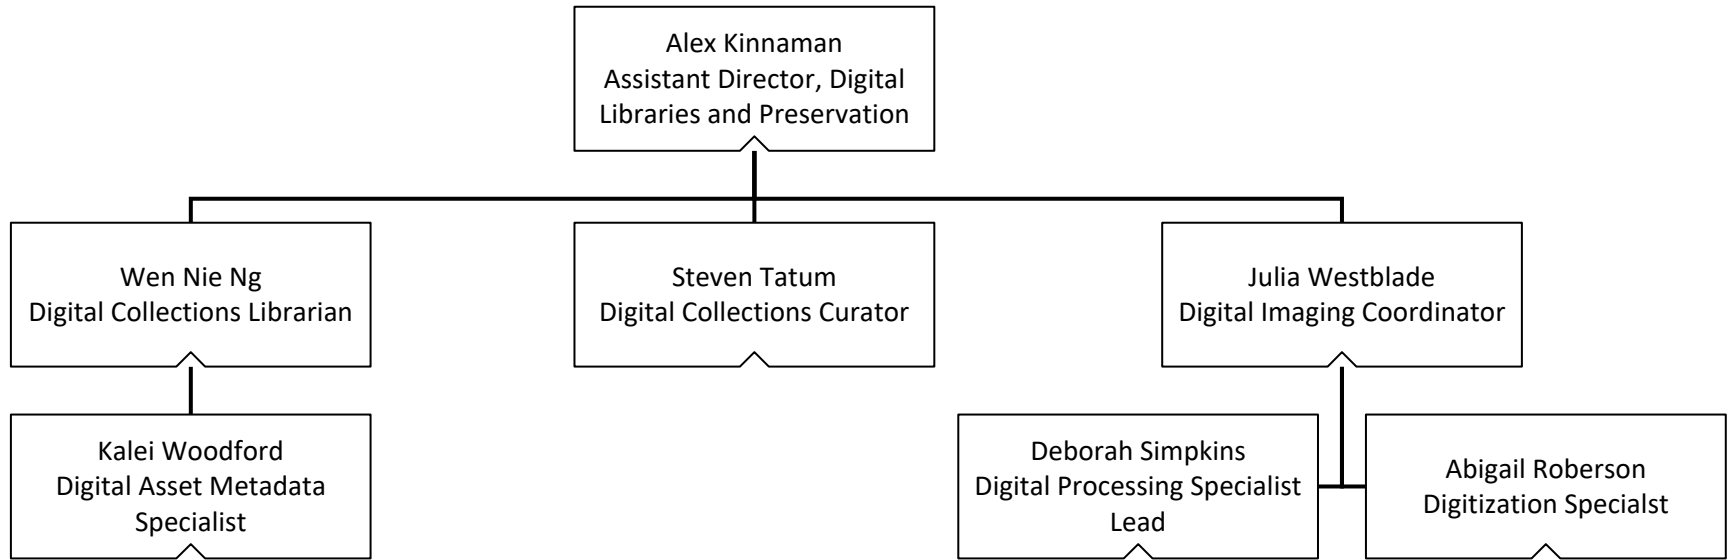 Alex Kinnaman
Assistant Director, Digital
Libraries and Preservation
Wen Nie Ng
Digital Collections Librarian
Steven Tatum
Digital Collections Curator
Julia Westblade
Digital Imaging Coordinator
Kalei Woodford
Digital Asset Metadata
Specialist
Deborah Simpkins
Digital Processing Specialist
Lead
Abigail Roberson
Digitization Specialst